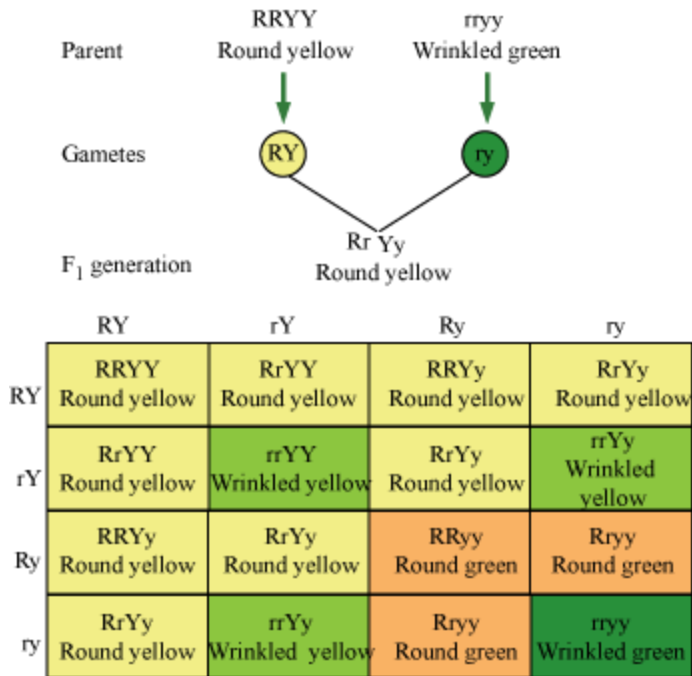 RRYY rryy
Parent Round yellow Wrinkled green
Gametes RY ry
Rr Yy
F₁ generation Round yellow
RY rY Ry ry
RY RRYY RrYY RRYy RrYy
Round yellow Round yellow Round yellow Round yellow
rY RrYY rrYY RrYy rrYy
Round yellow Wrinkled yellow Round yellow Wrinkled
yellow
Ry RRYy RrYy RRyy Rryy
Round yellow Round yellow Round green Round green
ry RrYy rrYy Rryy rryy
Round yellow Wrinkled yellow Round green Wrinkled green